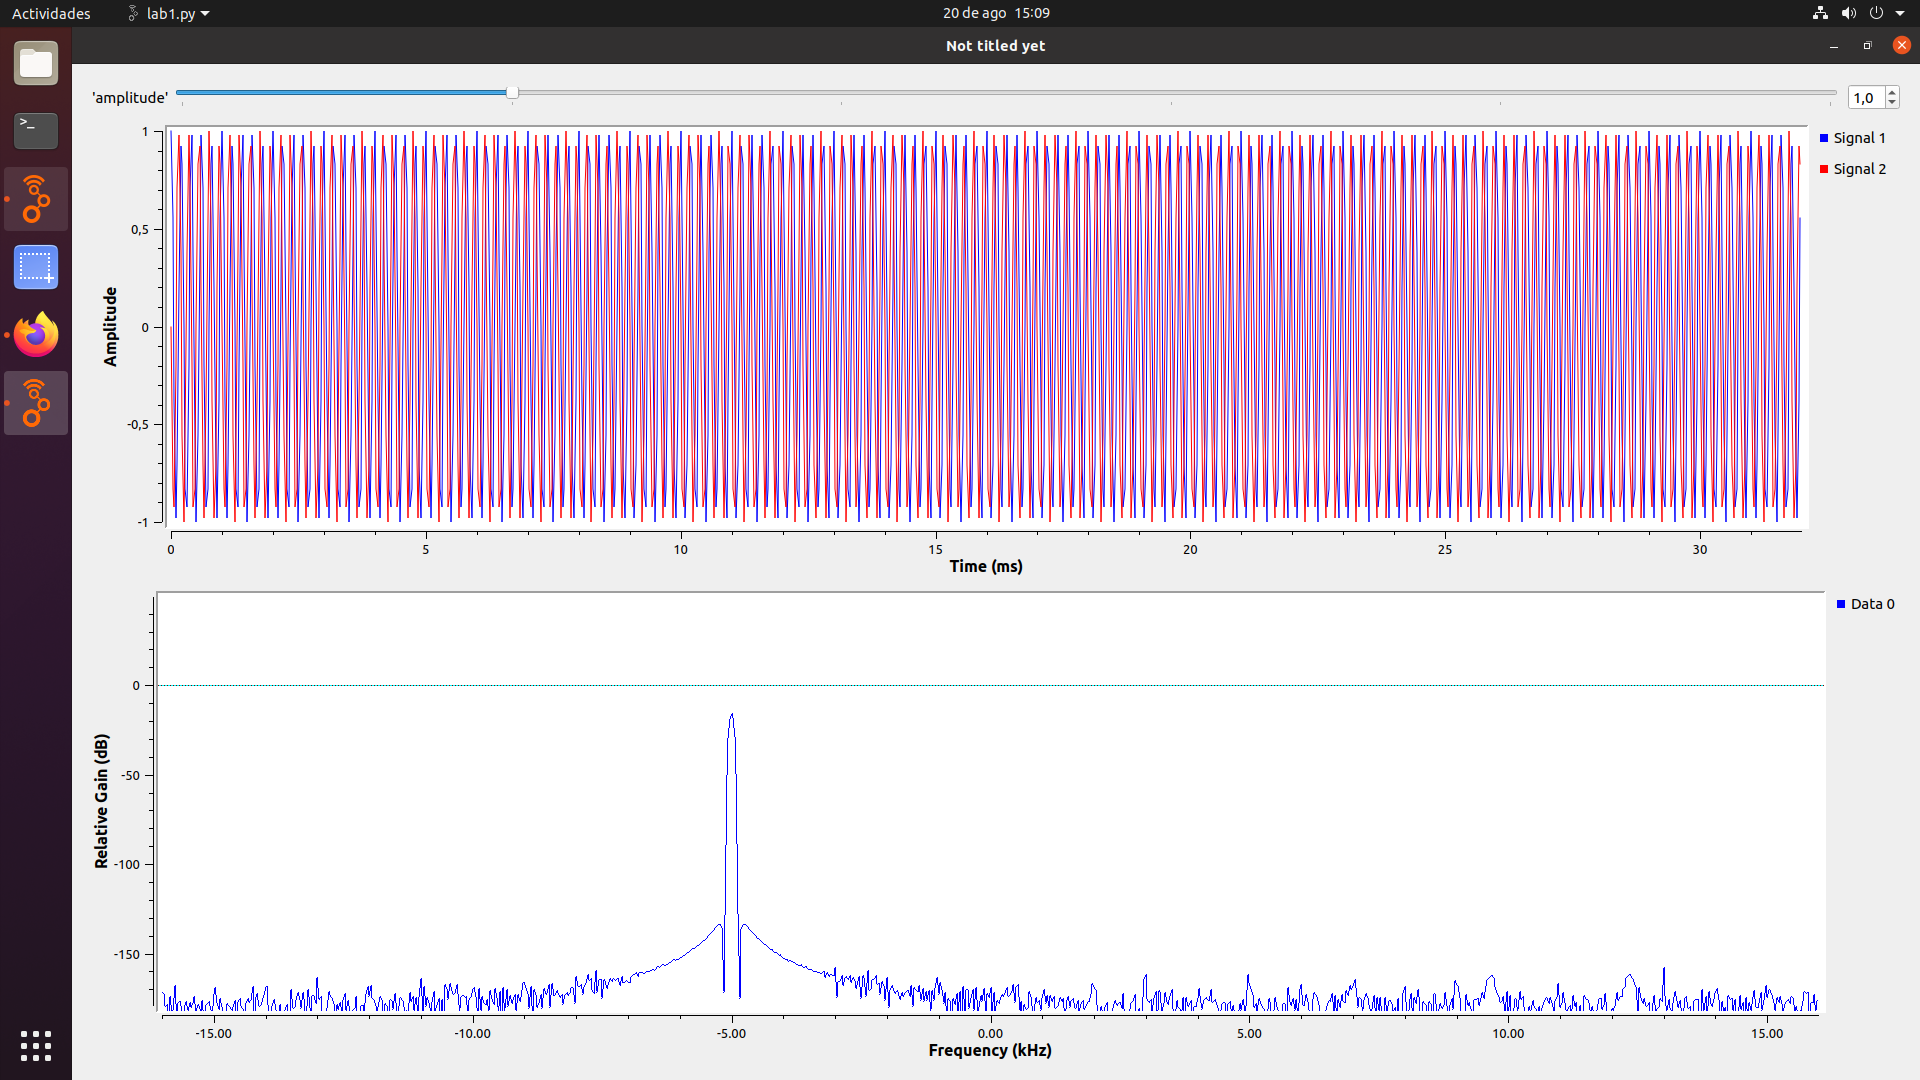 Actividades lab1.py 20 de ago 15:09
Not titled yet
'amplitude' 1,0
1
0,5
0
-0,5
-1
Amplitude
0 5 10 15 20 25 30
Time (ms)
Signal 1
Signal 2
0
-50
-100
-150
Relative Gain (dB)
-15.00 -10.00 -5.00 0.00 5.00 10.00 15.00
Frequency (kHz)
Data 0